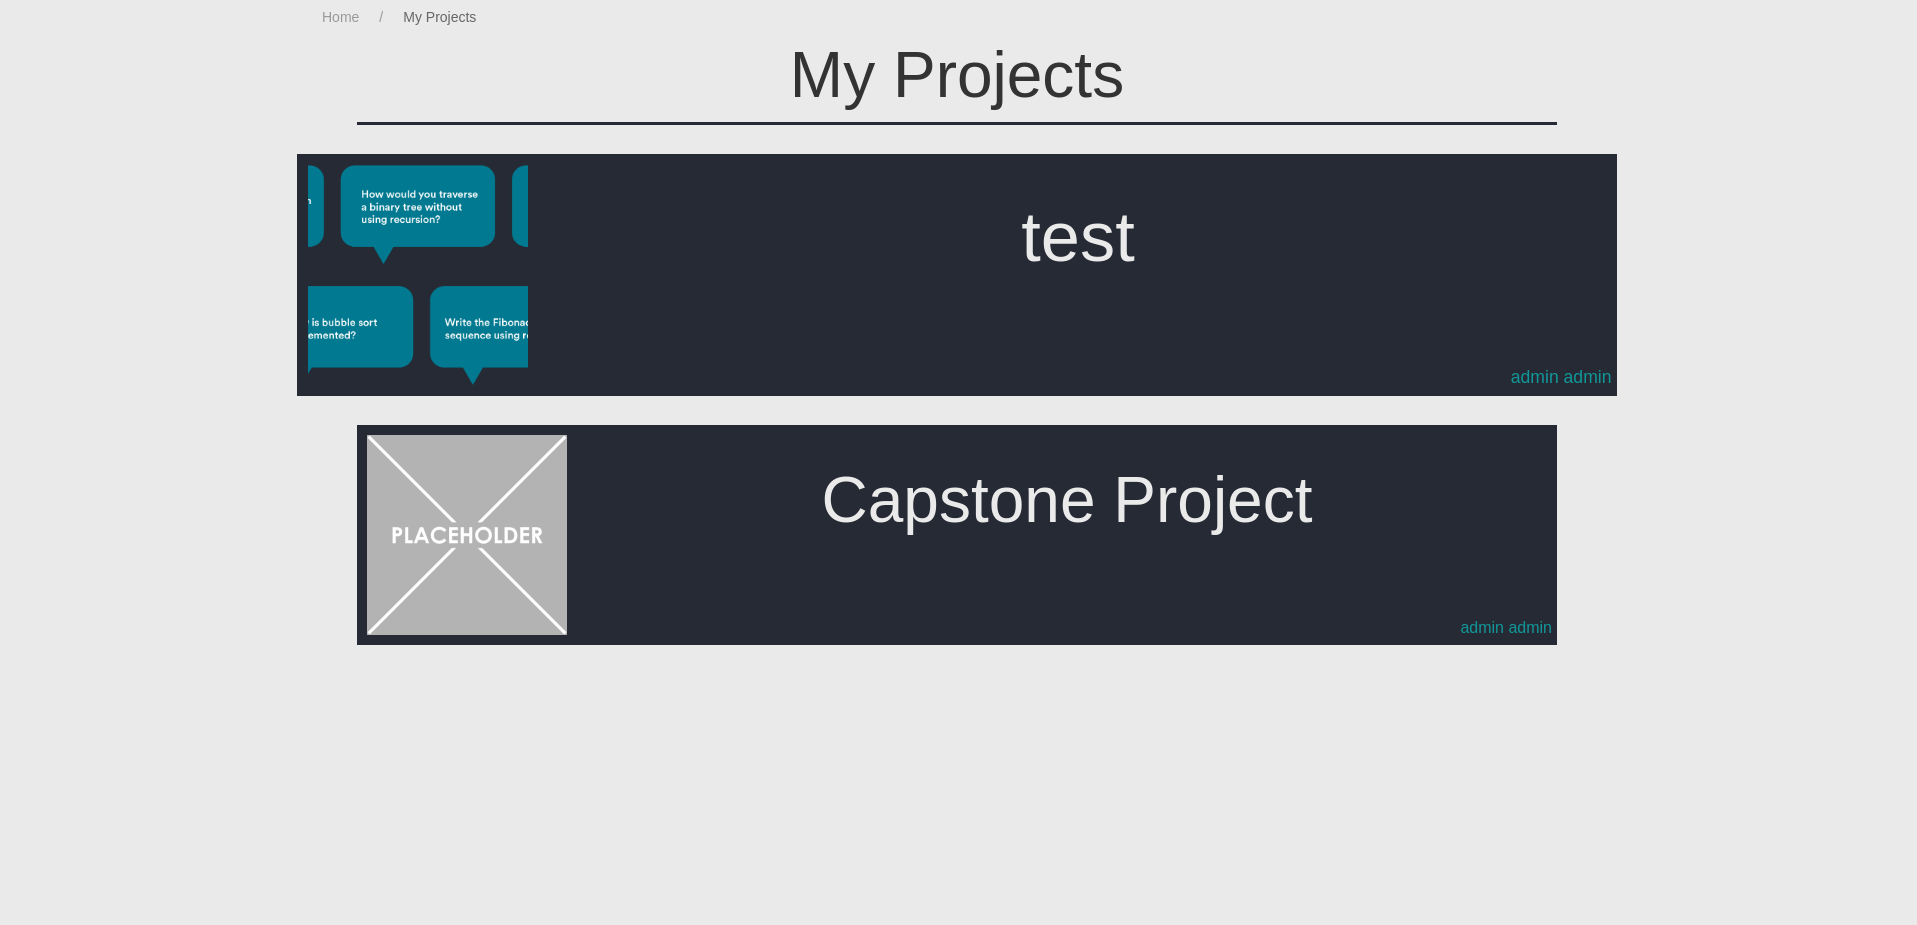 Home / My Projects
My Projects
n
How would you traverse
a binary tree without
using recursion?
test
is bubble sort
emented?
Write the Fibonac
sequence using r
admin admin
PLACEHOLDER
Capstone Project
admin admin